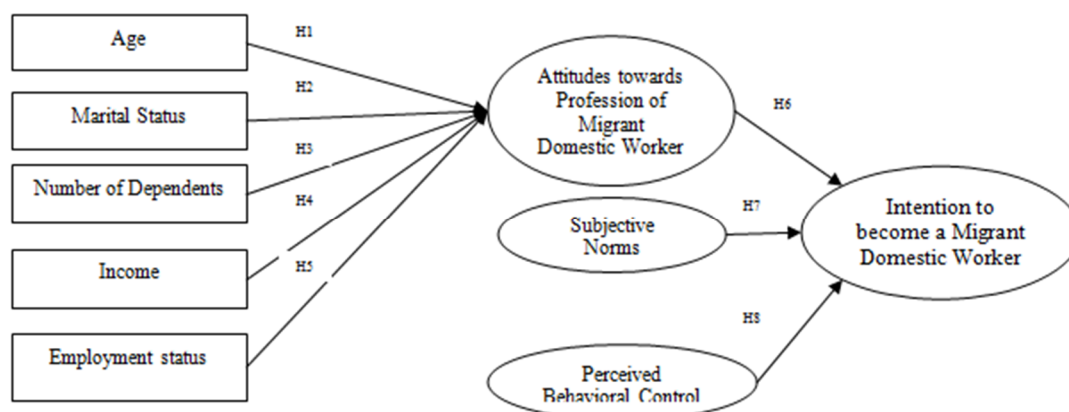 Age
H1
Marital Status
H2
Number of Dependents
H3
H4
Income
H5
Employment status
Attitudes towards
Profession of
Migrant
Domestic Worker
H6
Subjective
Norms
H7
Perceived
Behavioral Control
H8
Intention to
become a Migrant
Domestic Worker